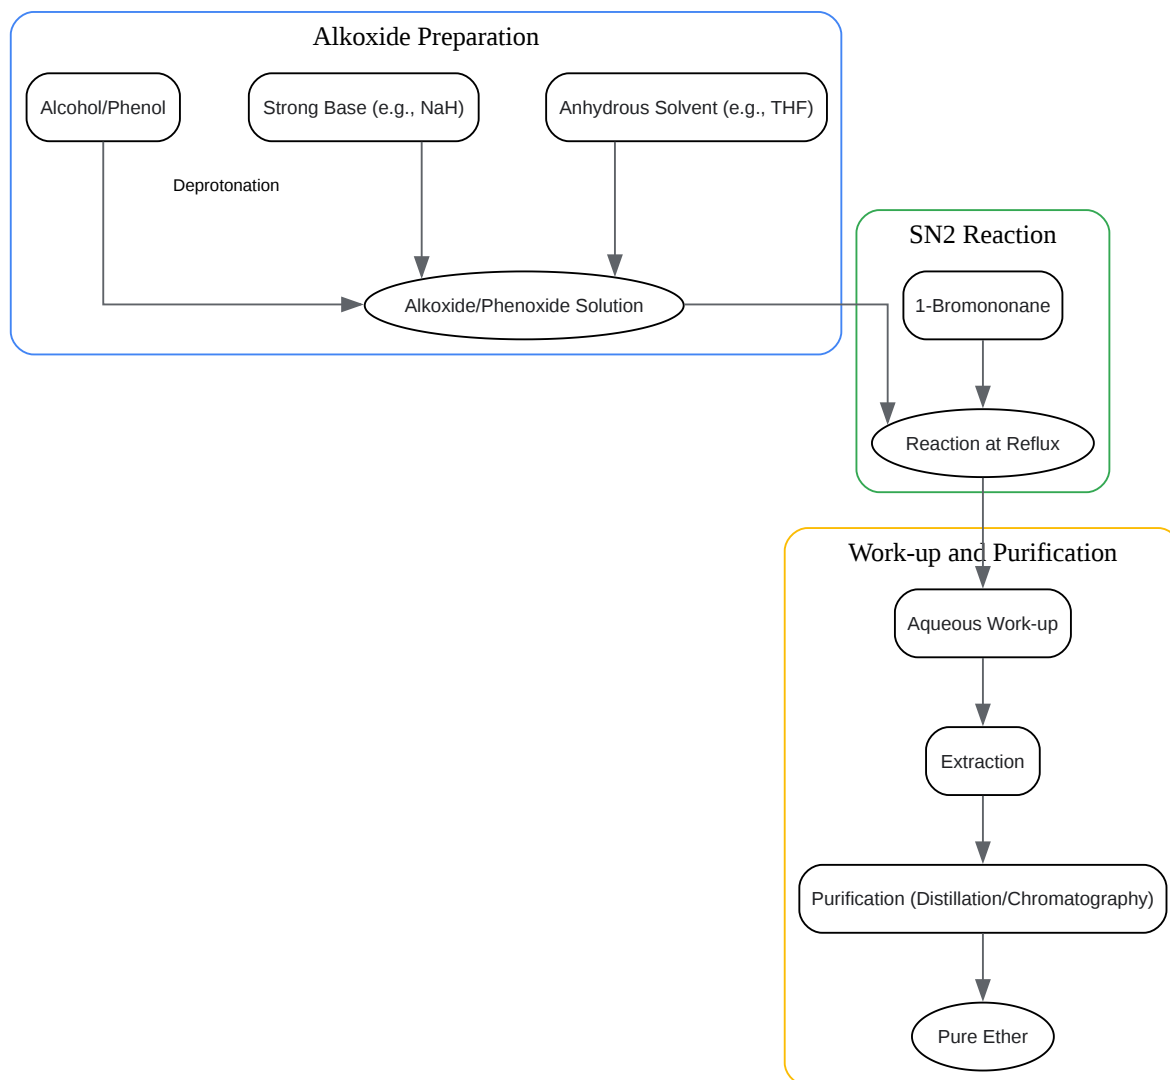 Alkoxide Preparation
Alcohol/Phenol
Strong Base (e.g., NaH)
Anhydrous Solvent (e.g., THF)
Deprotonation
Alkoxide/Phenoxide Solution
SN2 Reaction
1-Bromononane
Reaction at Reflux
Work-up and Purification
Aqueous Work-up
Extraction
Purification (Distillation/Chromatography)
Pure Ether